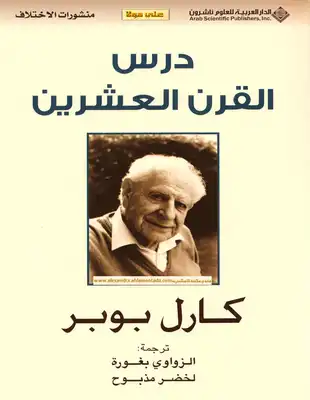 منشورات الاختلاف
علي مولا
الدار العربية للعلوم ناشرون
Arab Scientific Publishers, Inc.
درس
القرن العشرين
كارل بوبر
ترجمة:
الزواوي بغورة
لخضر مذبوح